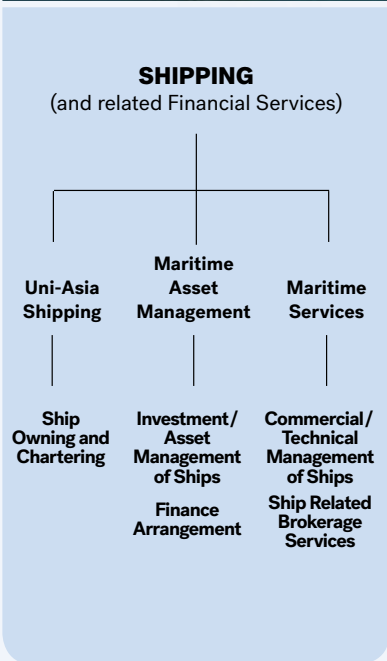 SHIPPING
(and related Financial Services)
Uni-Asia
Shipping
Maritime
Asset
Management
Maritime
Services
Ship
Owning and
Chartering
Investment/
Asset
Management
of Ships
Finance
Arrangement
Commercial/
Technical
Management
of Ships
Ship Related
Brokerage
Services